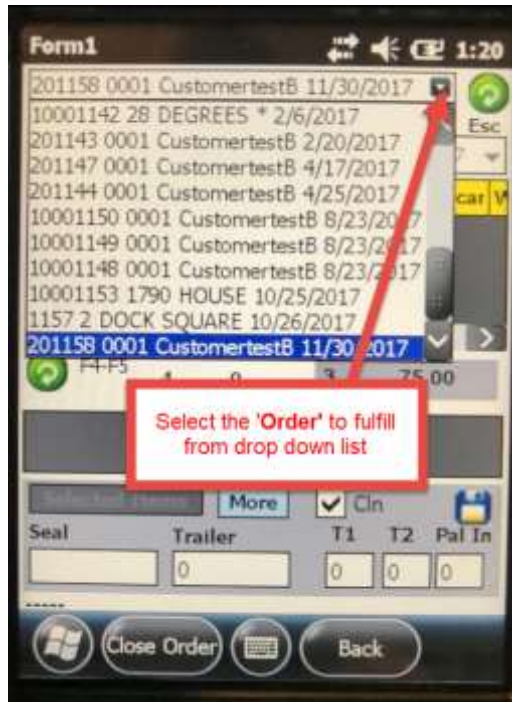 Form1 1:20
201158 0001 CustomertestB 11/30/2017
10001142 28 DEGREES * 2/6/2017
Esc
201143 0001 CustomertestB 2/20/2017
201147 0001 CustomertestB 4/17/2017
7
201144 0001 CustomertestB 4/25/2017
car W
10001150 0001 CustomertestB 8/23/2017
10001149 0001 CustomertestB 8/23/2017
10001148 0001 CustomertestB 8/23/2017
10001153 1790 HOUSE 10/25/2017
1157 2 DOCK SQUARE 10/26/2017
201158 0001 CustomertestB 11/30/2017
F4-F5 1 0 3 75.00
Select the 'Order' to fulfill
from drop down list
Selected Items More Cln
Seal Trailer T1 T2 Pal In
0 0 0 0
-----
Close Order Back